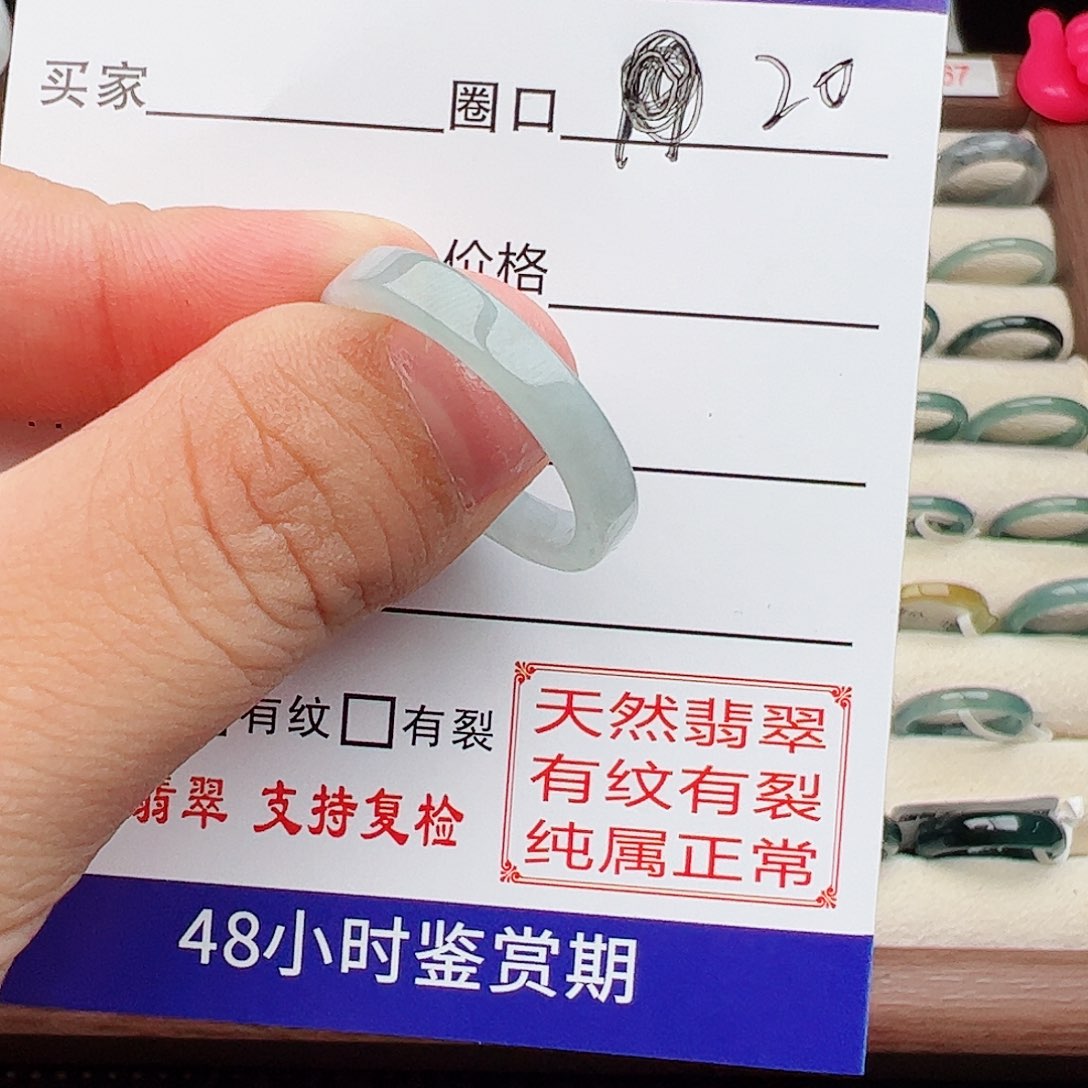 买家 圈口 20
价格
有纹 有裂
翡翠 支持复检
天然翡翠
有纹有裂
纯属正常
48小时鉴赏期
67